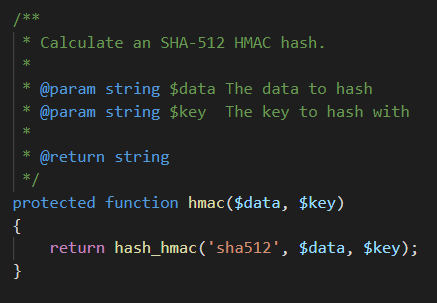 /**
 * Calculate an SHA-512 HMAC hash.
 *
 * @param string $data The data to hash
 * @param string $key  The key to hash with
 *
 * @return string
 */
protected function hmac($data, $key)
{
    return hash_hmac('sha512', $data, $key);
}